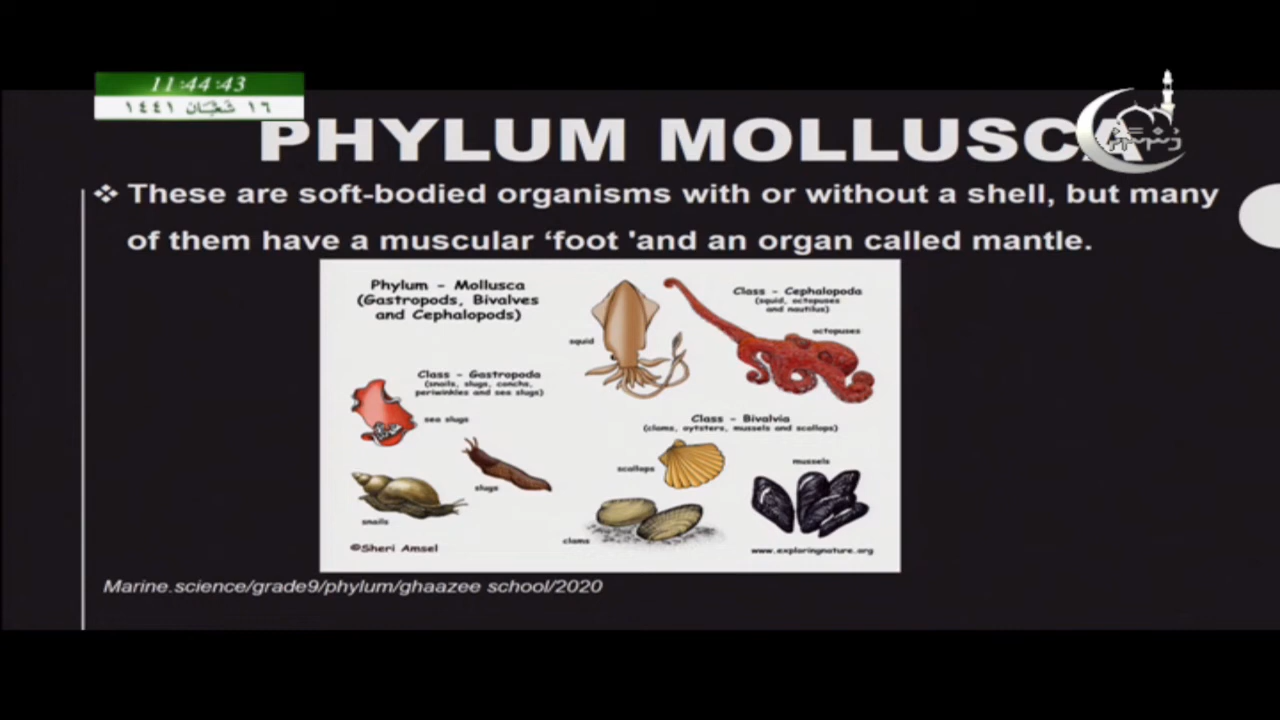 11:44:43
١٦ شَعْبَان ١٤٤١
PHYLUM MOLLUSCA
❖ These are soft-bodied organisms with or without a shell, but many
of them have a muscular ‘foot 'and an organ called mantle.
Phylum - Mollusca
(Gastropods, Bivalves
and Cephalopods)
squid
Class - Cephalopoda
(squid, octopuses
and nautilus)
octopuses
Class - Gastropoda
(snails, slugs, conchs,
periwinkles and sea slugs)
sea slugs
slugs
snails
Class - Bivalvia
(clams, oytsters, mussels and scallops)
scallops
mussels
clams
©Sheri Amsel
www.exploringnature.org
Marine.science/grade9/phylum/ghaazee school/2020